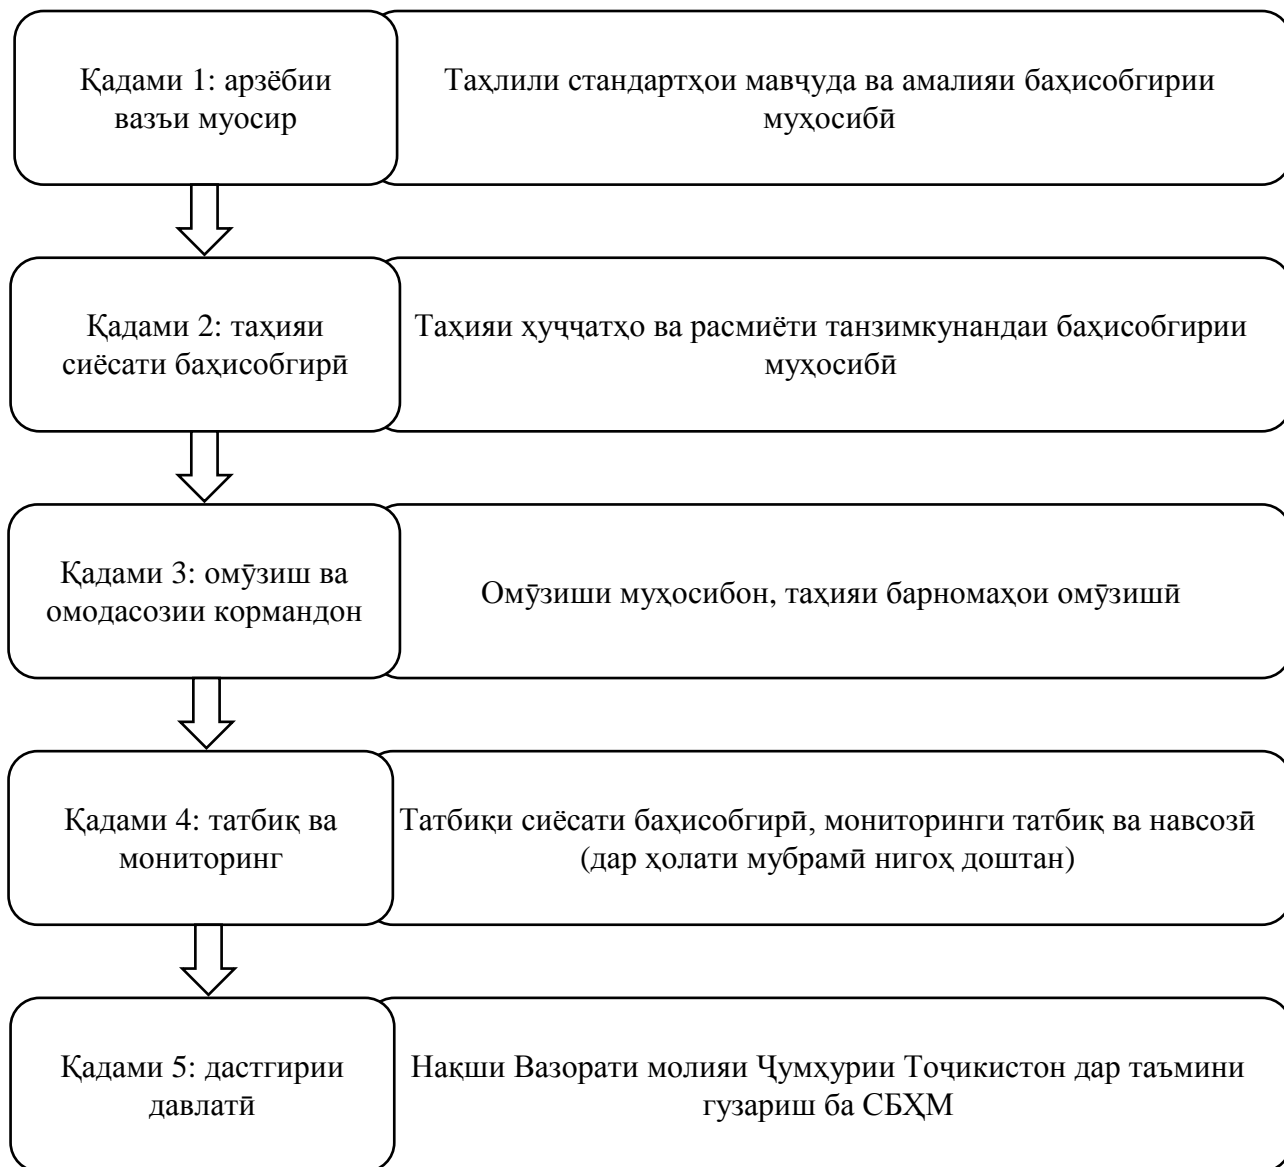 Қадами 1: арзёбии
вазъи муосир
Таҳлили стандартҳои мавҷуда ва амалияи баҳисобгирии
муҳосибӣ
Қадами 2: таҳияи
сиёсати баҳисобгирӣ
Таҳияи ҳуҷҷатҳо ва расмиёти танзимкунандаи баҳисобгирии
муҳосибӣ
Қадами 3: омӯзиш ва
омодасозии кормандон
Омӯзиши муҳосибон, таҳияи барномаҳои омӯзишӣ
Қадами 4: татбиқ ва
мониторинг
Татбиқи сиёсати баҳисобгирӣ, мониторинги татбиқ ва навсозӣ
(дар ҳолати мубрамӣ нигоҳ доштан)
Қадами 5: дастгирии
давлатӣ
Нақши Вазорати молияи Ҷумҳурии Тоҷикистон дар таъмини
гузариш ба СБҲМ